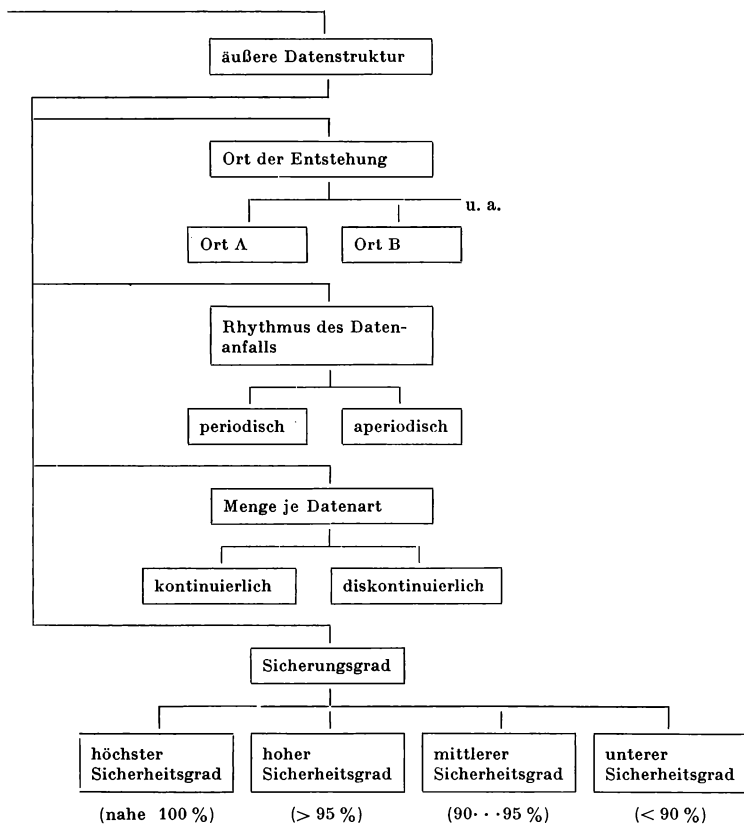 äußere Datenstruktur
Ort der Entstehung
u. a.
Ort A
Ort B
Rhythmus des Daten-
anfalls
periodisch
aperiodisch
Menge je Datenart
kontinuierlich
diskontinuierlich
Sicherungsgrad
höchster
Sicherheitsgrad
hoher
Sicherheitsgrad
mittlerer
Sicherheitsgrad
unterer
Sicherheitsgrad
(nahe 100 %)
(> 95 %)
(90···95 %)
(< 90 %)